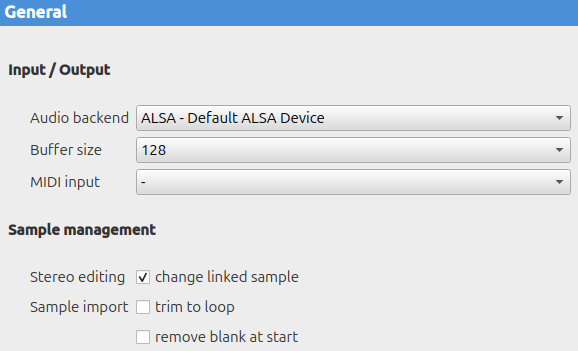 General
Input / Output
Audio backend ALSA - Default ALSA Device
Buffer size 128
MIDI input -
Sample management
Stereo editing change linked sample
Sample import trim to loop
remove blank at start